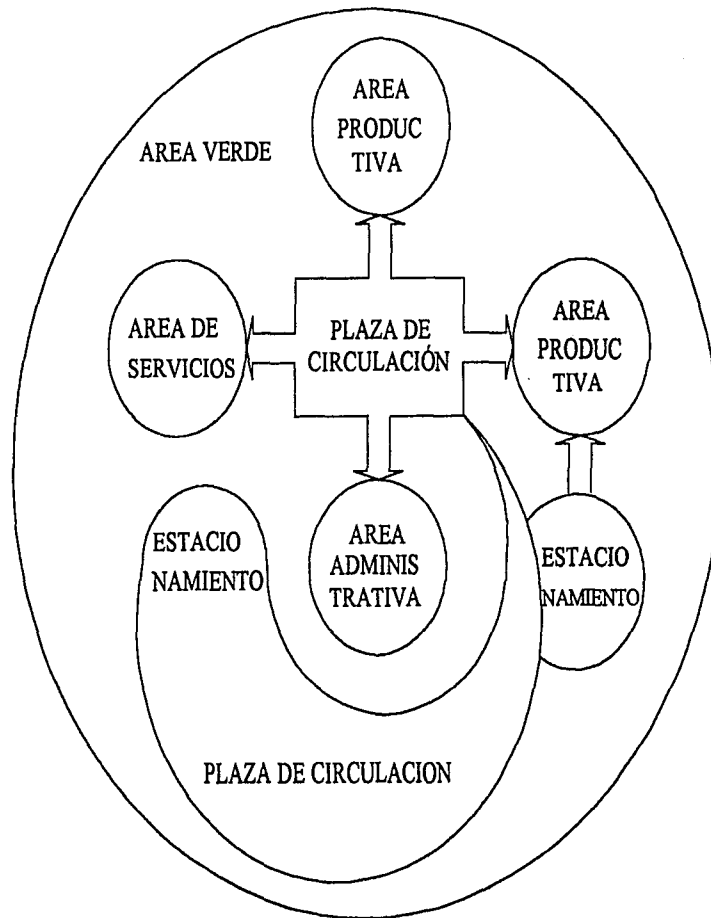 AREA
PRODUC
TIVA
AREA VERDE
AREA DE
SERVICIOS
PLAZA DE
CIRCULACIÓN
AREA
PRODUC
TIVA
ESTACIO
NAMIENTO
AREA
ADMINIS
TRATIVA
ESTACIO
NAMIENTO
PLAZA DE CIRCULACION